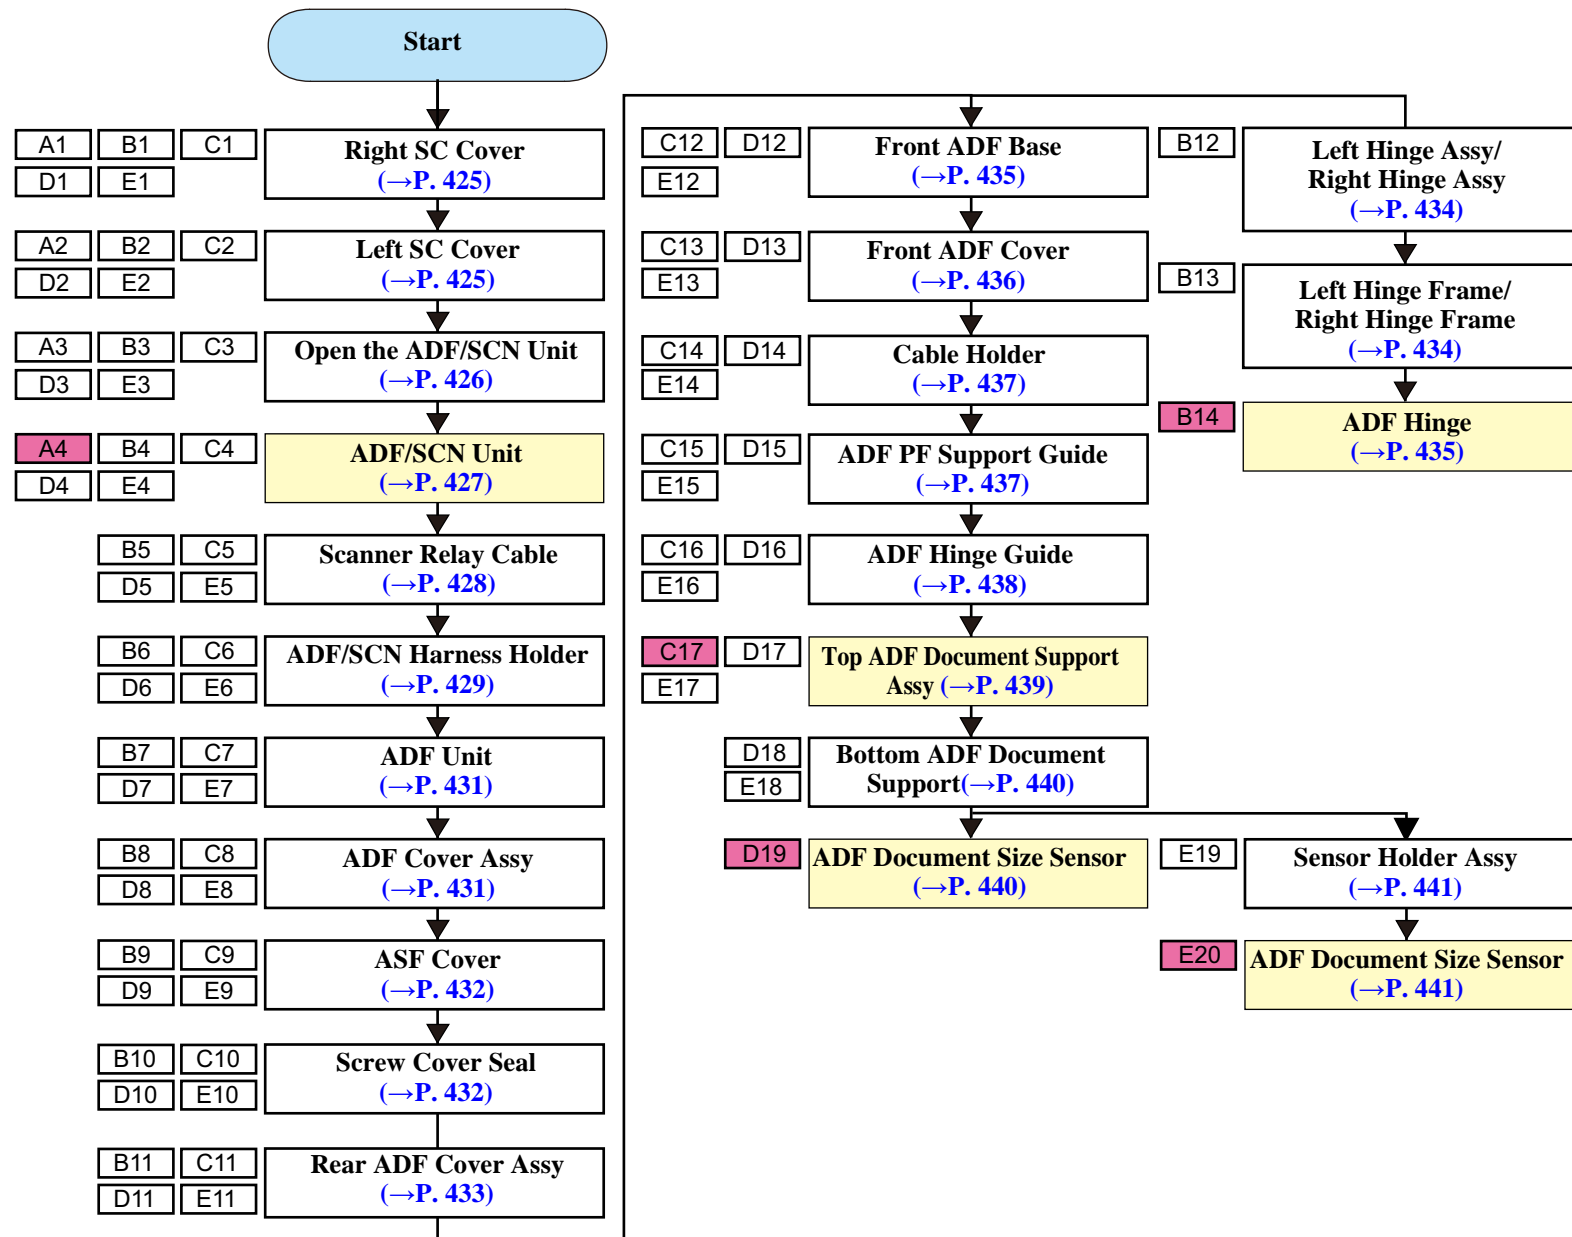 Start
A1 B1 C1
D1 E1
Right SC Cover
(→P. 425)
A2 B2 C2
D2 E2
Left SC Cover
(→P. 425)
A3 B3 C3
D3 E3
Open the ADF/SCN Unit
(→P. 426)
A4 B4 C4
D4 E4
ADF/SCN Unit
(→P. 427)
B5 C5
D5 E5
Scanner Relay Cable
(→P. 428)
B6 C6
D6 E6
ADF/SCN Harness Holder
(→P. 429)
B7 C7
D7 E7
ADF Unit
(→P. 431)
B8 C8
D8 E8
ADF Cover Assy
(→P. 431)
B9 C9
D9 E9
ASF Cover
(→P. 432)
B10 C10
D10 E10
Screw Cover Seal
(→P. 432)
B11 C11
D11 E11
Rear ADF Cover Assy
(→P. 433)
C12 D12
E12
Front ADF Base
(→P. 435)
C13 D13
E13
Front ADF Cover
(→P. 436)
C14 D14
E14
Cable Holder
(→P. 437)
C15 D15
E15
ADF PF Support Guide
(→P. 437)
C16 D16
E16
ADF Hinge Guide
(→P. 438)
C17 D17
E17
Top ADF Document Support
Assy (→P. 439)
D18
E18
Bottom ADF Document
Support(→P. 440)
D19
ADF Document Size Sensor
(→P. 440)
B12
Left Hinge Assy/
Right Hinge Assy
(→P. 434)
B13
Left Hinge Frame/
Right Hinge Frame
(→P. 434)
B14
ADF Hinge
(→P. 435)
E19
Sensor Holder Assy
(→P. 441)
E20
ADF Document Size Sensor
(→P. 441)